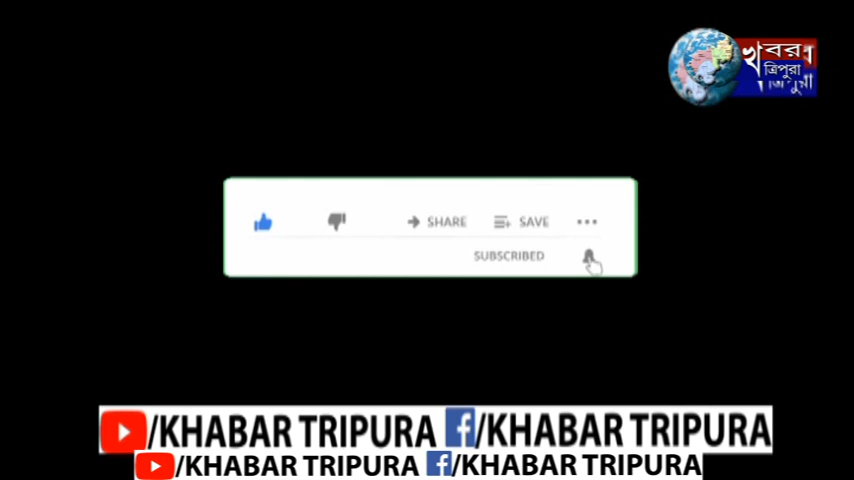 খবর
ত্রিপুরা
SHARE SAVE
SUBSCRIBED
/KHABAR TRIPURA /KHABAR TRIPURA
/KHABAR TRIPURA /KHABAR TRIPURA